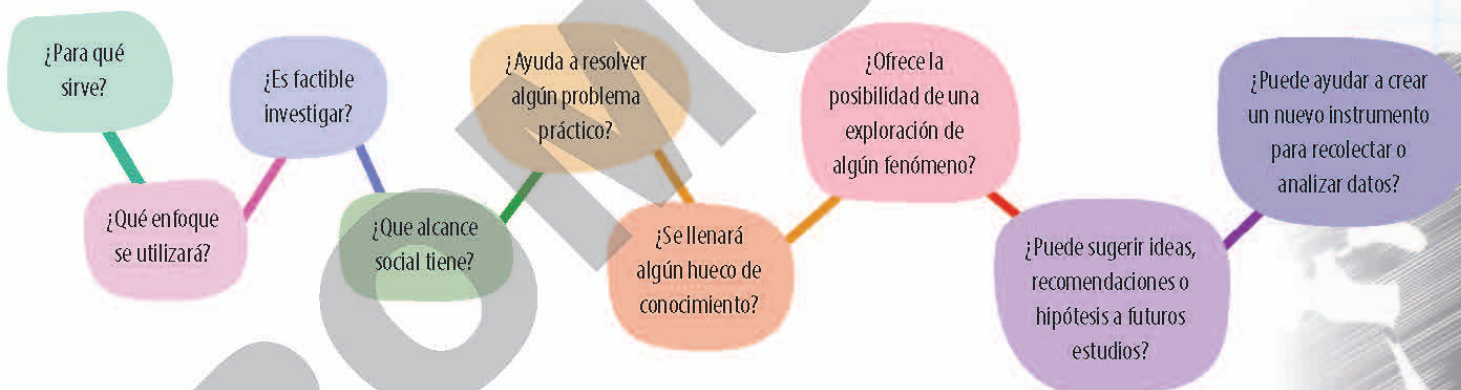 ¿Para qué
sirve?
¿Qué enfoque
se utilizará?
¿Es factible
investigar?
¿Que alcance
social tiene?
¿Ayuda a resolver
algún problema
práctico?
¿Se llenará
algún hueco de
conocimiento?
¿Ofrece la
posibilidad de una
exploración de
algún fenómeno?
¿Puede sugerir ideas,
recomendaciones o
hipótesis a futuros
estudios?
¿Puede ayudar a crear
un nuevo instrumento
para recolectar o
analizar datos?